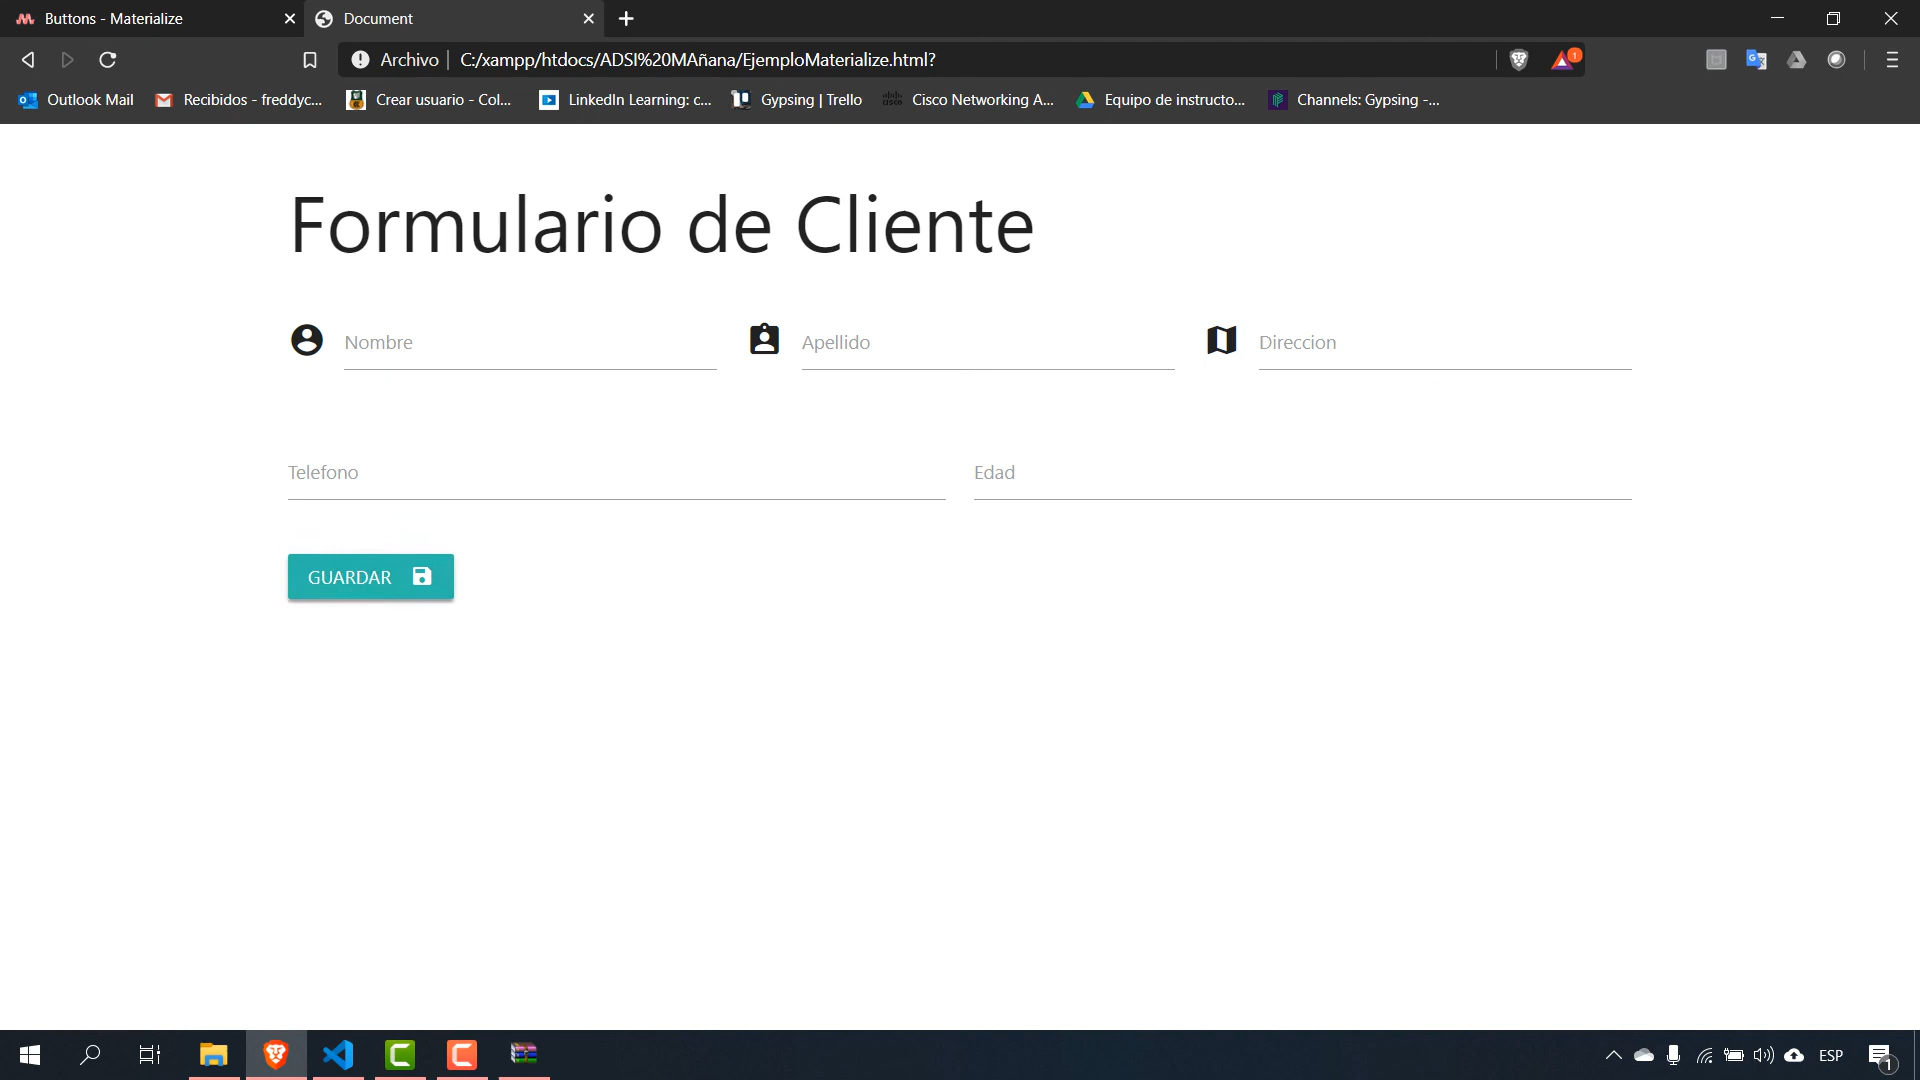 Buttons - Materialize
Document
Archivo
C:/xampp/htdocs/ADSI%20MAñana/EjemploMaterialize.html?
1
Outlook Mail
Recibidos - freddyc...
Crear usuario - Col...
LinkedIn Learning: c...
Gypsing | Trello
Cisco Networking A...
Equipo de instructo...
Channels: Gypsing -...
Formulario de Cliente
Nombre
Apellido
Direccion
Telefono
Edad
GUARDAR
ESP
1